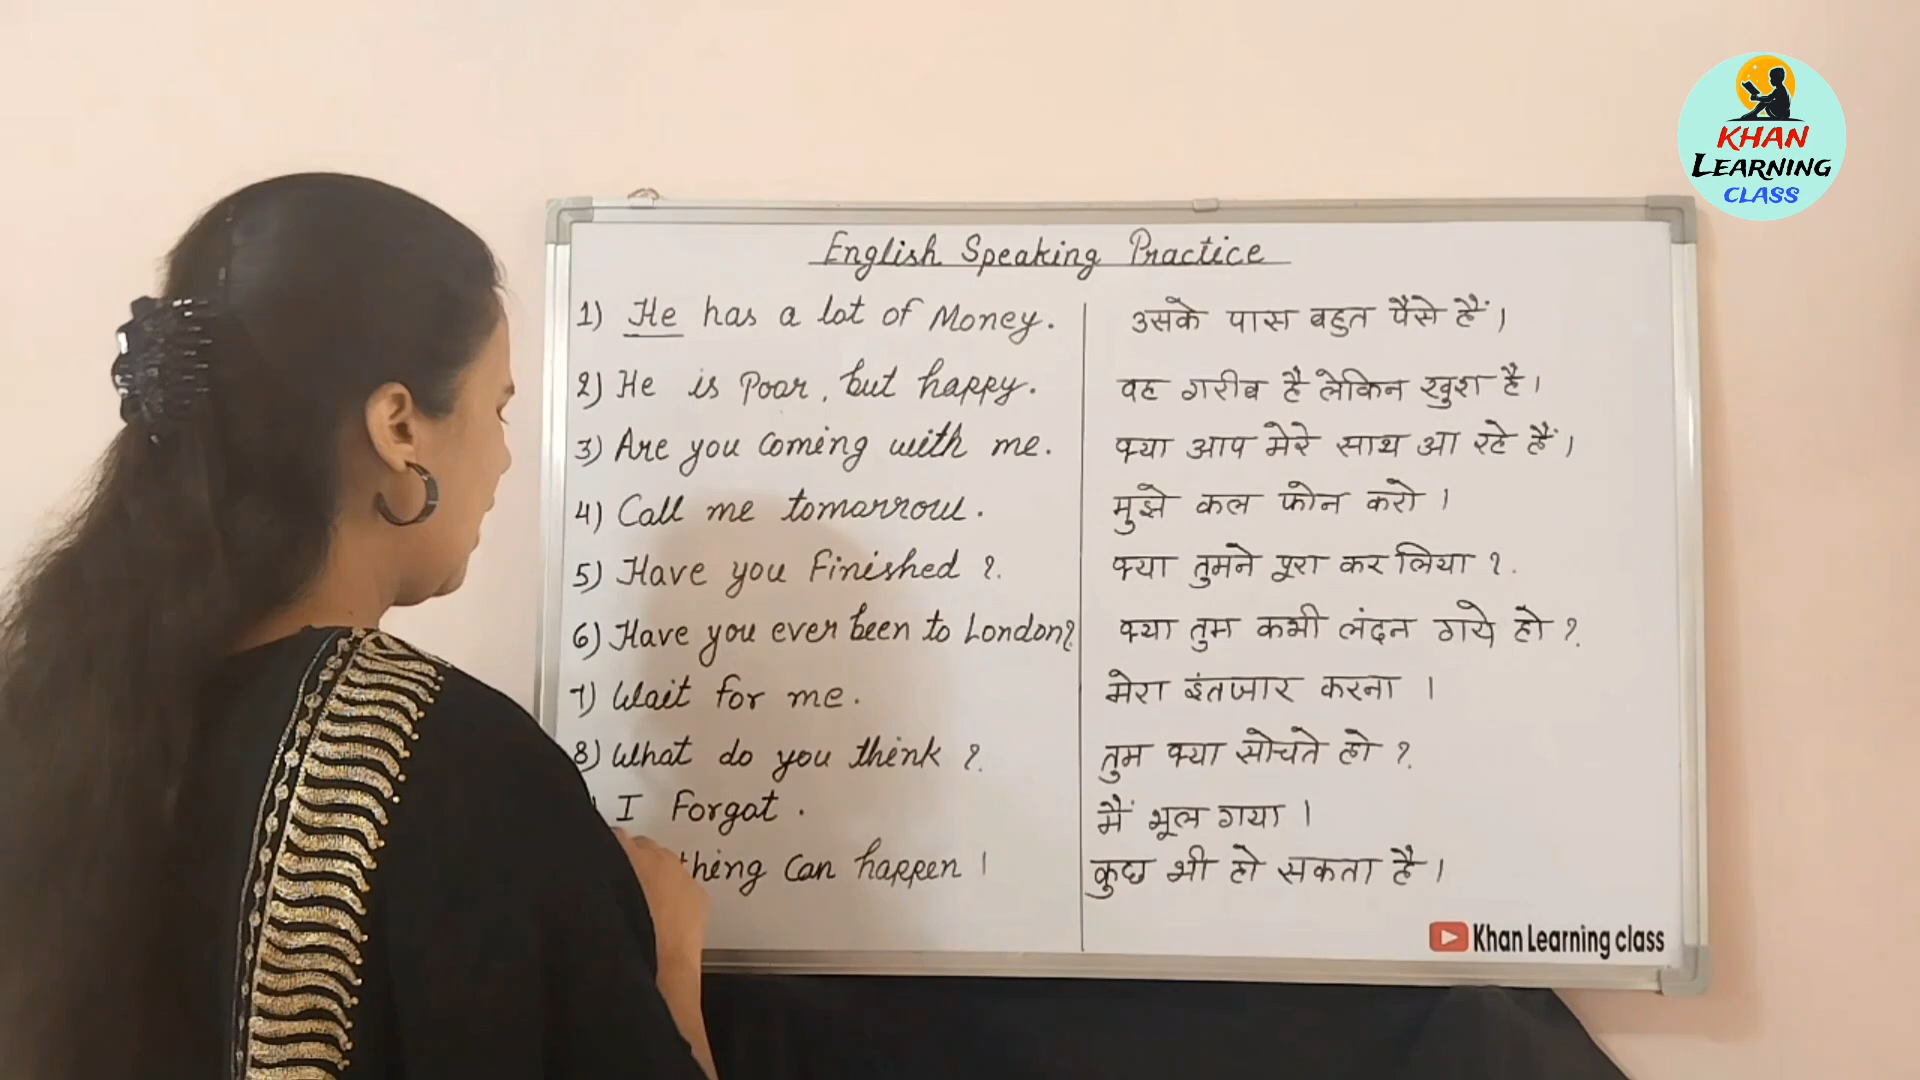 KHAN
LEARNING
CLASS
English Speaking Practice
1) He has a lot of Money. उसके पास बहुत पैसे हैं।
2) He is Poor, but happy. वह गरीब है लेकिन खुश है।
3) Are you Coming with me. क्या आप मेरे साथ आ रहे हैं।
4) Call me tomorrow. मुझे कल फोन करो ।
5) Have you Finished ? क्या तुमने पूरा कर लिया ?
6) Have you ever been to London? क्या तुम कभी लंदन गये हो ?
7) Wait for me. मेरा इंतजार करना ।
8) What do you think ? तुम क्या सोचते हो ?
I Forgot . मैं भूल गया ।
thing Can happen । कुछ भी हो सकता है।
Khan Learning class